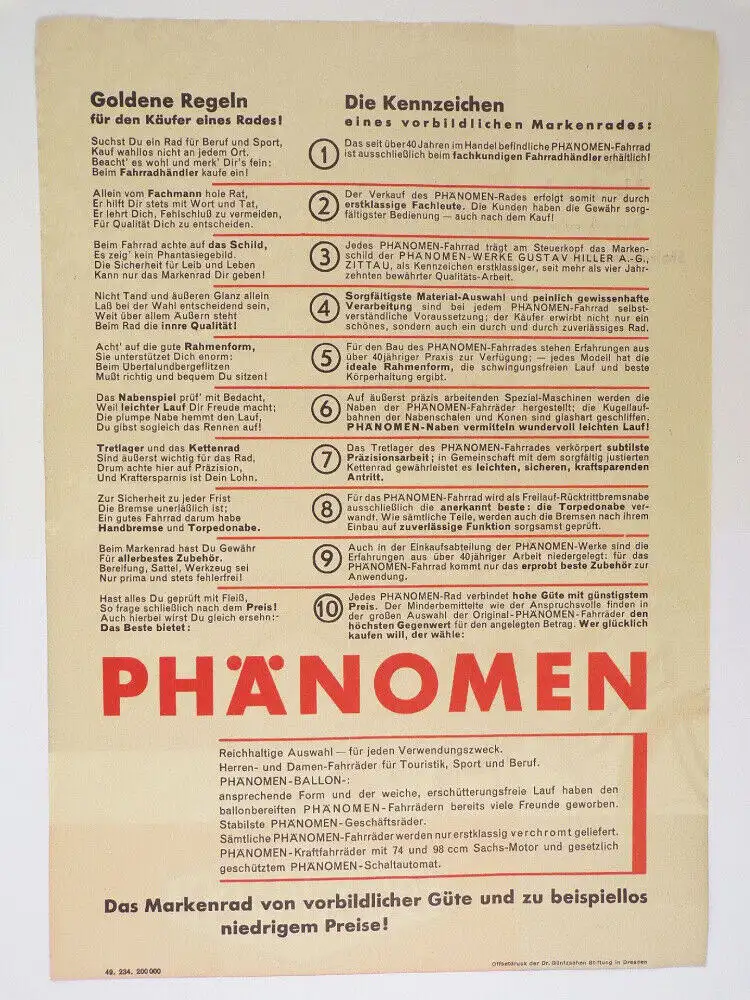 Goldene Regeln
für den Käufer eines Rades!
Suchst Du ein Rad für Beruf und Sport,
Kauf wahllos nicht an jedem Ort.
Beacht' es wohl und merk' Dir's fein:
Beim Fahrradhändler kaufe ein!
Allein vom Fachmann hole Rat,
Er hilft Dir stets mit Wort und Tat,
Er lehrt Dich, Fehlschluß zu vermeiden,
Für Qualität Dich zu entscheiden.
Beim Fahrrad achte auf das Schild,
Es zeig' kein Phantasiegebild.
Die Sicherheit für Leib und Leben
Kann nur das Markenrad Dir geben!
Nicht Tand und äußeren Glanz allein
Laß bei der Wahl entscheidend sein,
Weit über allem Äußern steht
Beim Rad die innre Qualität!
Acht' auf die gute Rahmenform,
Sie unterstützt Dich enorm:
Beim Ubertalundbergeflitzen
Mußt richtig und bequem Du sitzen!
Das Nabenspiel prüf' mit Bedacht,
Weil leichter Lauf Dir Freude macht;
Die plumpe Nabe hemmt den Lauf,
Du gibst sogleich das Rennen auf!
Tretlager und das Kettenrad
Sind äußerst wichtig für das Rad,
Drum achte hier auf Präzision,
Und Kraftersparnis ist Dein Lohn.
Zur Sicherheit zu jeder Frist
Die Bremse unerläßlich ist;
Ein gutes Fahrrad darum habe
Handbremse und Torpedonabe.
Beim Markenrad hast Du Gewähr
Für allerbestes Zubehör.
Bereifung, Sattel, Werkzeug sei
Nur prima und stets fehlerfrei!
Hast alles Du geprüft mit Fleiß,
So frage schließlich nach dem Preis!
Auch hierbei wirst Du gleich ersehn:-
Das Beste bietet:
Die Kennzeichen
eines vorbildlichen Markenrades:
1 Das seit über 40 Jahren im Handel befindliche PHÄNOMEN-Fahrrad
ist ausschließlich beim fachkundigen Fahrradhändler erhältlich!
2 Der Verkauf des PHÄNOMEN-Rades erfolgt somit nur durch
erstklassige Fachleute. Die Kunden haben die Gewähr sorg-
fältigster Bedienung — auch nach dem Kauf!
3 Jedes PHÄNOMEN-Fahrrad trägt am Steuerkopf das Marken-
schild der PHÄNOMEN-WERKE GUSTAV HILLER A.-G.,
ZITTAU, als Kennzeichen erstklassiger, seit mehr als vier Jahr-
zehnten bewährter Qualitäts-Arbeit.
4 Sorgfältigste Material-Auswahl und peinlich gewissenhafte
Verarbeitung sind bei jedem PHÄNOMEN-Fahrrad selbst-
verständliche Voraussetzung; der Käufer erwirbt nicht nur ein
schönes, sondern auch ein durch und durch zuverlässiges Rad.
5 Für den Bau des PHÄNOMEN-Fahrrades stehen Erfahrungen aus
über 40jähriger Praxis zur Verfügung; — jedes Modell hat die
ideale Rahmenform, die schwingungsfreien Lauf und beste
Körperhaltung ergibt.
6 Auf äußerst präzis arbeitenden Spezial-Maschinen werden die
Naben der PHÄNOMEN-Fahrräder hergestellt; die Kugellauf-
bahnen der Nabenschalen und Konen sind glashart geschliffen.
PHÄNOMEN-Naben vermitteln wundervoll leichten Lauf!
7 Das Tretlager des PHÄNOMEN-Fahrrades verkörpert subtilste
Präzisionsarbeit; in Gemeinschaft mit dem sorgfältig justierten
Kettenrad gewährleistet es leichten, sicheren, kraftsparenden
Antritt.
8 Für das PHÄNOMEN-Fahrrad wird als Freilauf-Rücktrittbremsnabe
ausschließlich die anerkannt beste: die Torpedonabe ver-
wandt. Wie sämtliche Teile, werden auch die Bremsen nach ihrem
Einbau auf zuverlässige Funktion sorgsamst geprüft.
9 Auch in der Einkaufsabteilung der PHÄNOMEN-Werke sind die
Erfahrungen aus über 40jähriger Arbeit niedergelegt: für das
PHÄNOMEN-Fahrrad kommt nur das erprobt beste Zubehör zur
Anwendung.
10 Jedes PHÄNOMEN-Rad verbindet hohe Güte mit günstigstem
Preis. Der Minderbemittelte wie der Anspruchsvolle finden in
der großen Auswahl der Original-PHÄNOMEN-Fahrräder den
höchsten Gegenwert für den angelegten Betrag. Wer glücklich
kaufen will, der wähle:
PHÄNOMEN
Reichhaltige Auswahl — für jeden Verwendungszweck.
Herren- und Damen-Fahrräder für Touristik, Sport und Beruf.
PHÄNOMEN-BALLON-:
ansprechende Form und der weiche, erschütterungsfreie Lauf haben den
ballonbereiften PHÄNOMEN-Fahrrädern bereits viele Freunde geworben.
Stabilste PHÄNOMEN-Geschäftsräder.
Sämtliche PHÄNOMEN-Fahrräder werden nur erstklassig verchromt geliefert.
PHÄNOMEN-Kraftfahrräder mit 74 und 98 ccm Sachs-Motor und gesetzlich
geschütztem PHÄNOMEN-Schaltautomat.
Das Markenrad von vorbildlicher Güte und zu beispiellos
niedrigem Preise!
49. 234. 200 000
Offsetdruck der Dr. Güntzschen Stiftung in Dresden